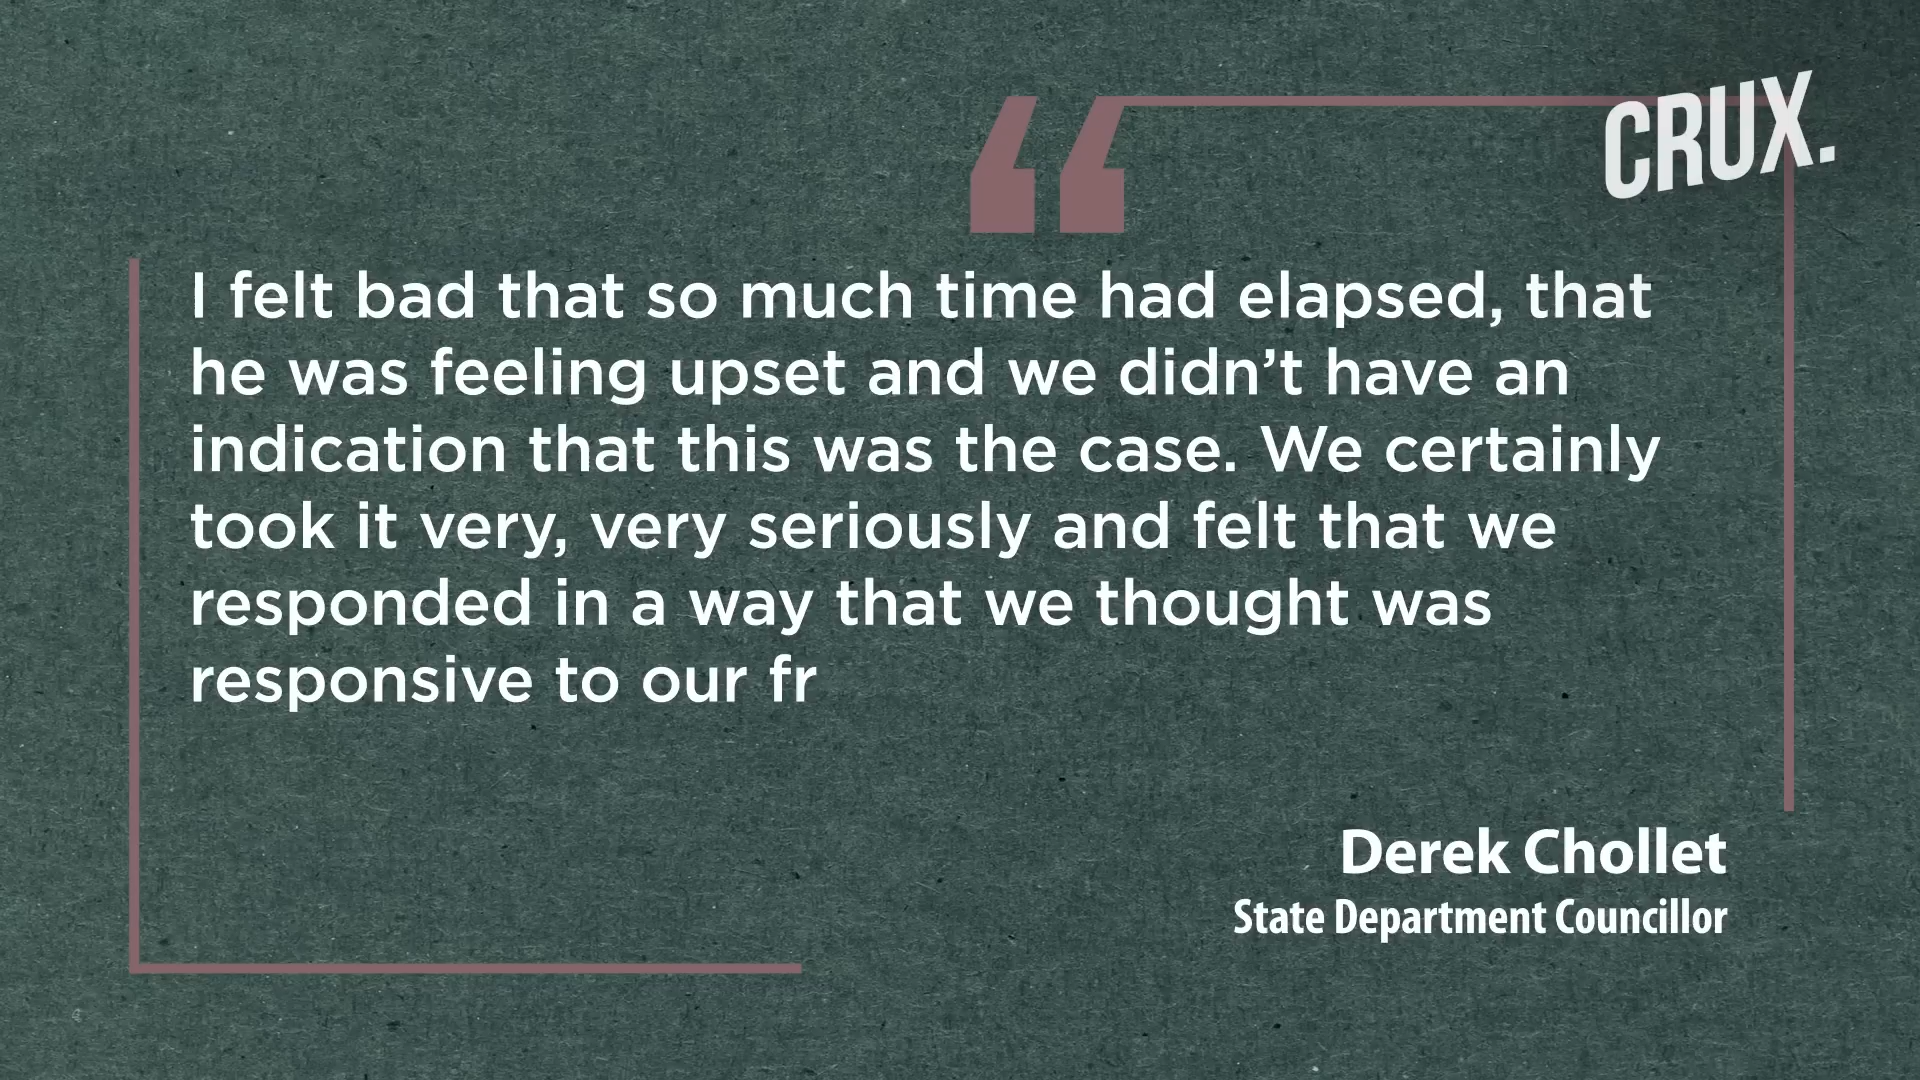 CRUX.
I felt bad that so much time had elapsed, that
he was feeling upset and we didn’t have an
indication that this was the case. We certainly
took it very, very seriously and felt that we
responded in a way that we thought was
responsive to our fr
Derek Chollet
State Department Councillor